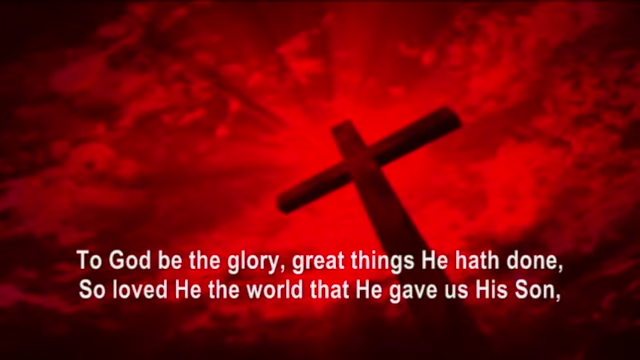 To God be the glory, great things He hath done,
So loved He the world that He gave us His Son,